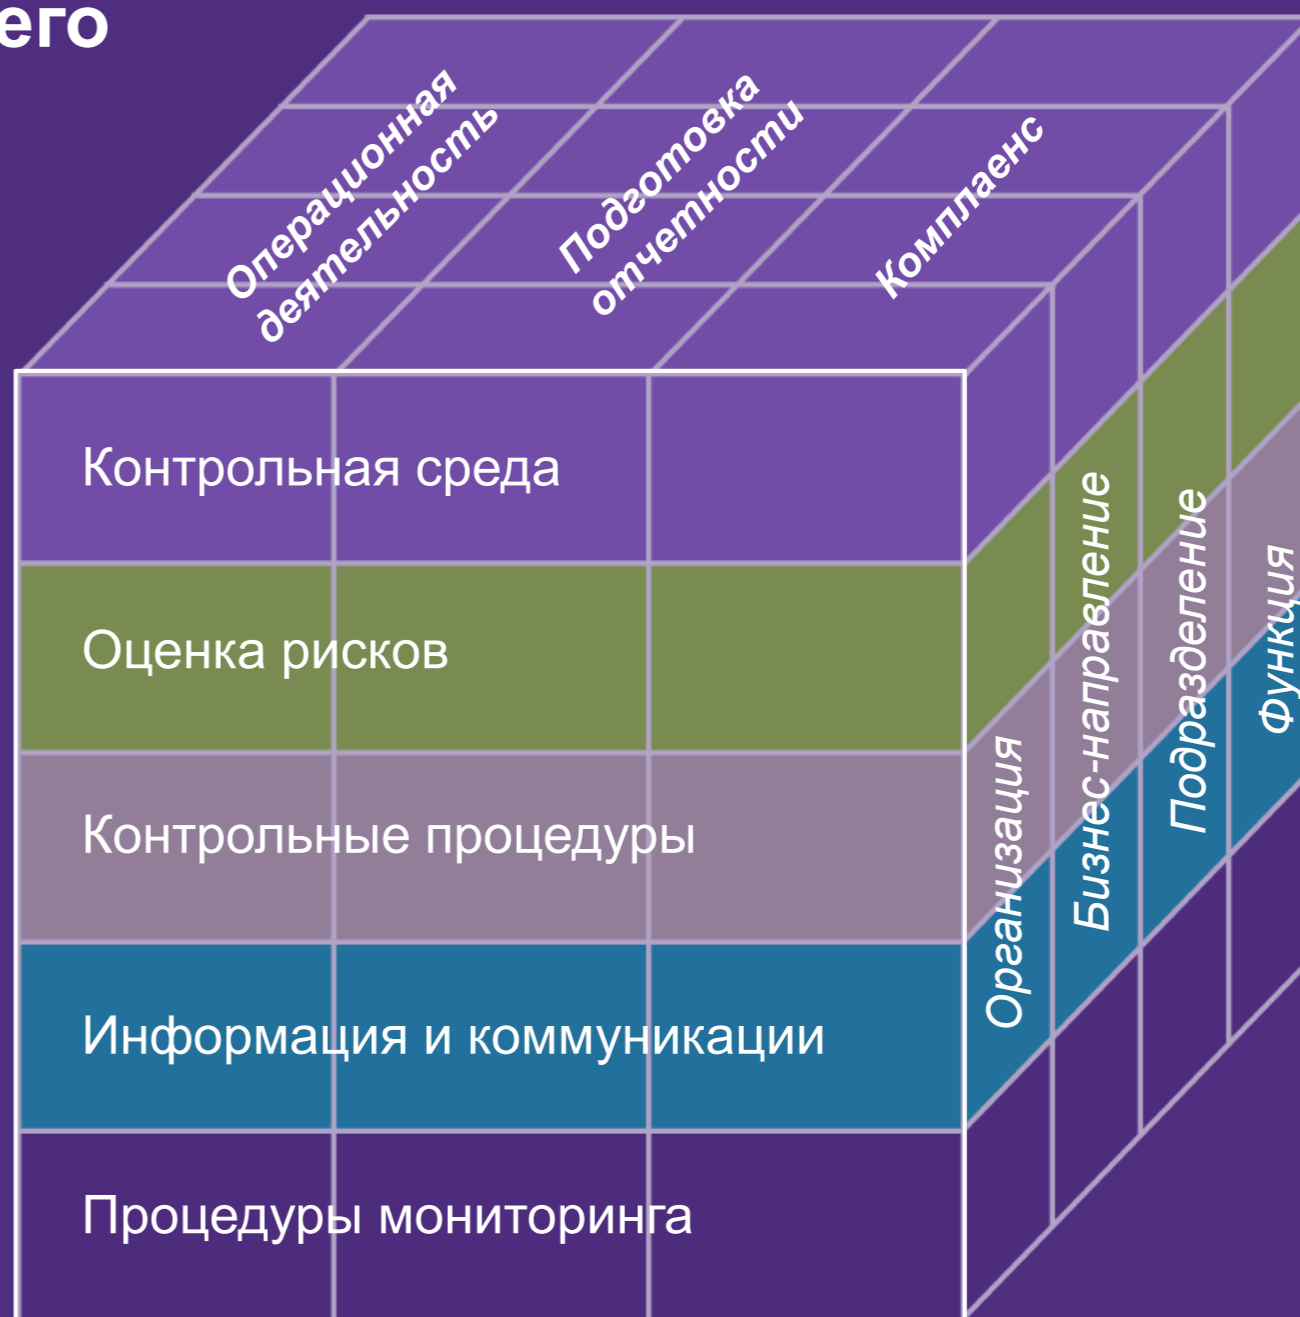 его
Операционная
деятельность
Подготовка
отчетности
Комплаенс
Контрольная среда
Оценка рисков
Контрольные процедуры
Информация и коммуникации
Процедуры мониторинга
Организация
Бизнес-направление
Подразделение
Функция